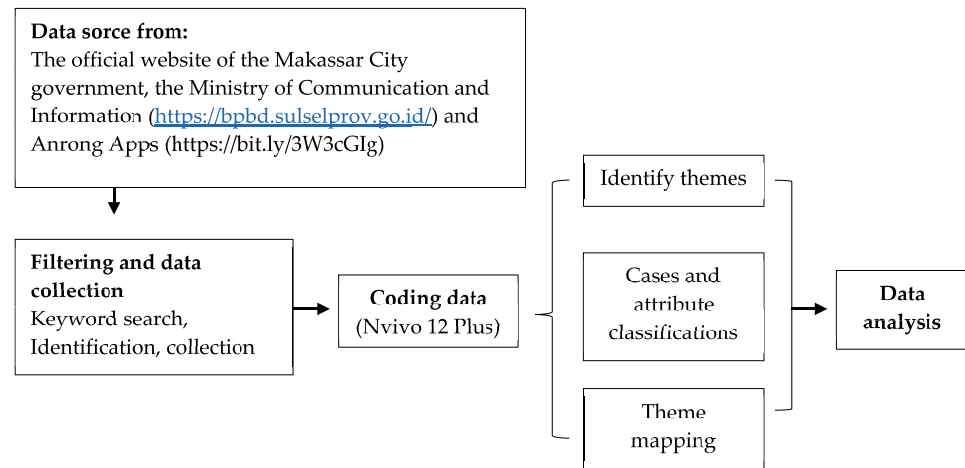 Data sorce from:
The official website of the Makassar City
government, the Ministry of Communication and
Information (https://bpbd.sulselprov.go.id/) and
Anrong Apps (https://bit.ly/3W3cGIg)
Filtering and data
collection
Keyword search,
Identification, collection
Coding data
(Nvivo 12 Plus)
Identify themes
Cases and
attribute
classifications
Theme
mapping
Data
analysis